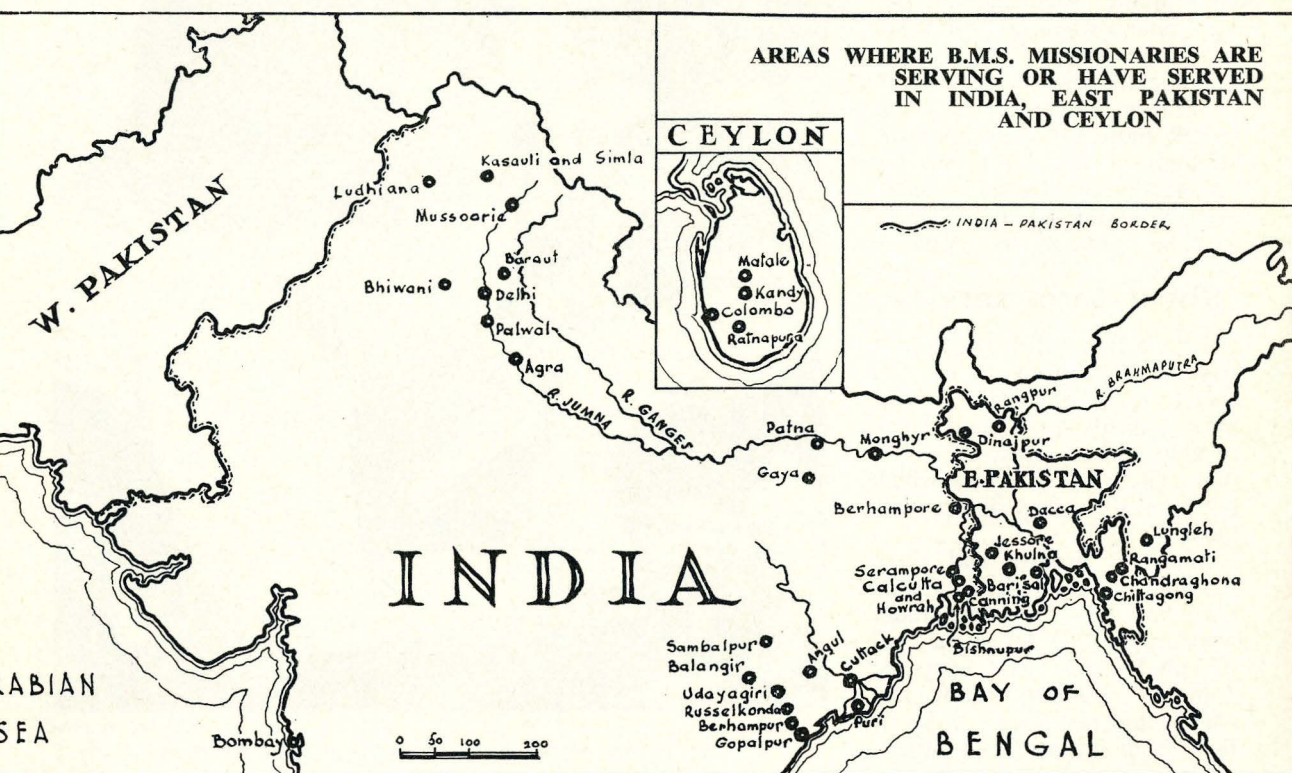 AREAS WHERE B.M.S. MISSIONARIES ARE
SERVING OR HAVE SERVED
IN INDIA, EAST PAKISTAN
AND CEYLON
CEYLON
Matale
Kandy
Colombo
Ratnapura
INDIA – PAKISTAN BORDER
W. PAKISTAN
Kasauli and Simla
Ludhiana
Mussoorie
Baraut
Bhiwani
Delhi
Palwal
Agra
R. JUMNA
R. GANGES
R. BRAHMAPUTRA
Rangpur
Dinajpur
Patna
Monghyr
Gaya
E. PAKISTAN
Berhampore
Dacca
Jessore
Khulna
Lungleh
Rangamati
Chandraghona
Chittagong
Serampore
Calcutta
and
Howrah
Barisal
Canning
Bishnupur
INDIA
Sambalpur
Balangir
Angul
Cuttack
Udayagiri
Russelkonda
Berhampur
Gopalpur
Puri
Bombay
RABIAN
SEA
BAY OF
BENGAL
0 50 100 200